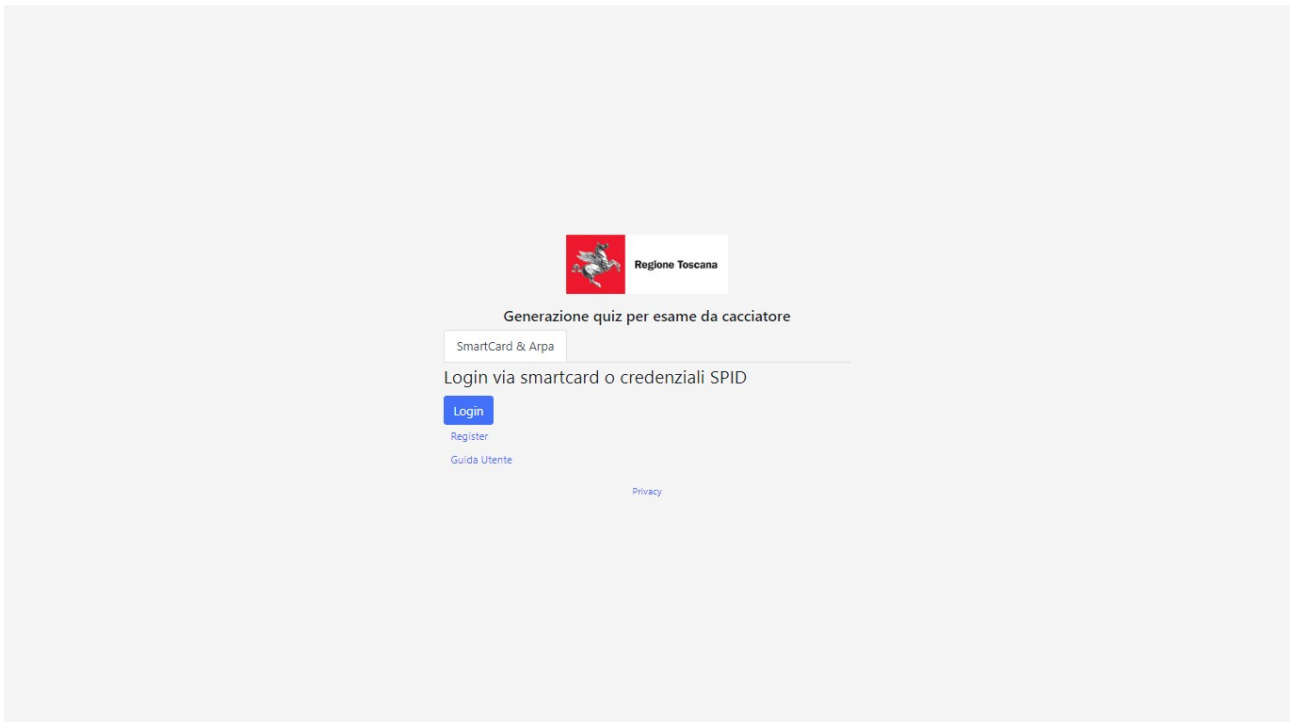 Regione Toscana
Generazione quiz per esame da cacciatore
SmartCard & Arpa
Login via smartcard o credenziali SPID
Login
Register
Guida Utente
Privacy